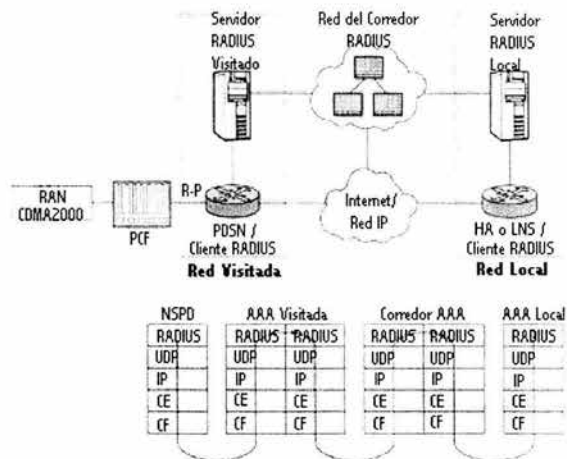 Servidor
RADIUS
Visitado
Red del Corredor
RADIUS
Servidor
RADIUS
Local
RAN
CDMA2000
PCF
R-P
PDSN /
Cliente RADIUS
Red Visitada
Internet/
Red IP
HA o LNS /
Cliente RADIUS
Red Local
NSPD
AAA Visitada
Corredor AAA
AAA Local
RADIUS RADIUS RADIUS RADIUS RADIUS RADIUS
UDP UDP UDP UDP UDP UDP
IP IP IP IP IP IP
CE CE CE CE CE CE
CF CF CF CF CF CF